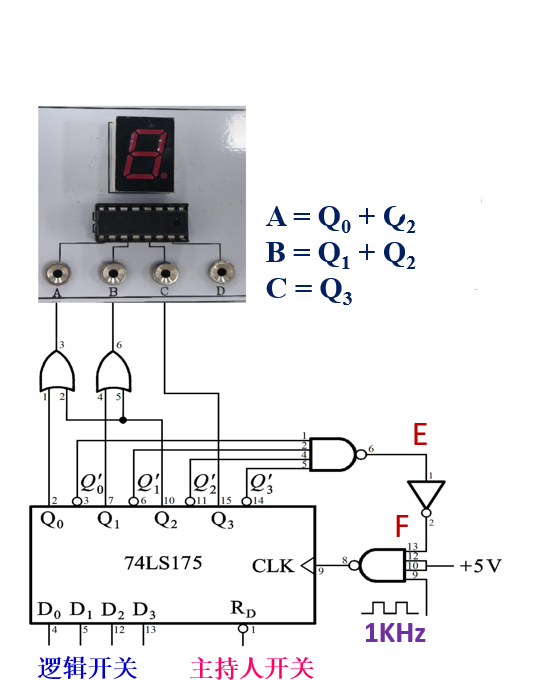 A = Q₀ + Q₂
B = Q₁ + Q₂
C = Q₃
A B C D
3 6
1 2 4 5
1
2
4
5
6
E
1
2
F
Q′₀ Q′₁ Q′₂ Q′₃
2 3 7 6 10 11 15 14
Q₀ Q₁ Q₂ Q₃
74LS175 CLK
9 8
13
12
10
9
+5 V
1KHz
D₀ D₁ D₂ D₃ R_D
4 5 12 13 1
逻辑开关 主持人开关